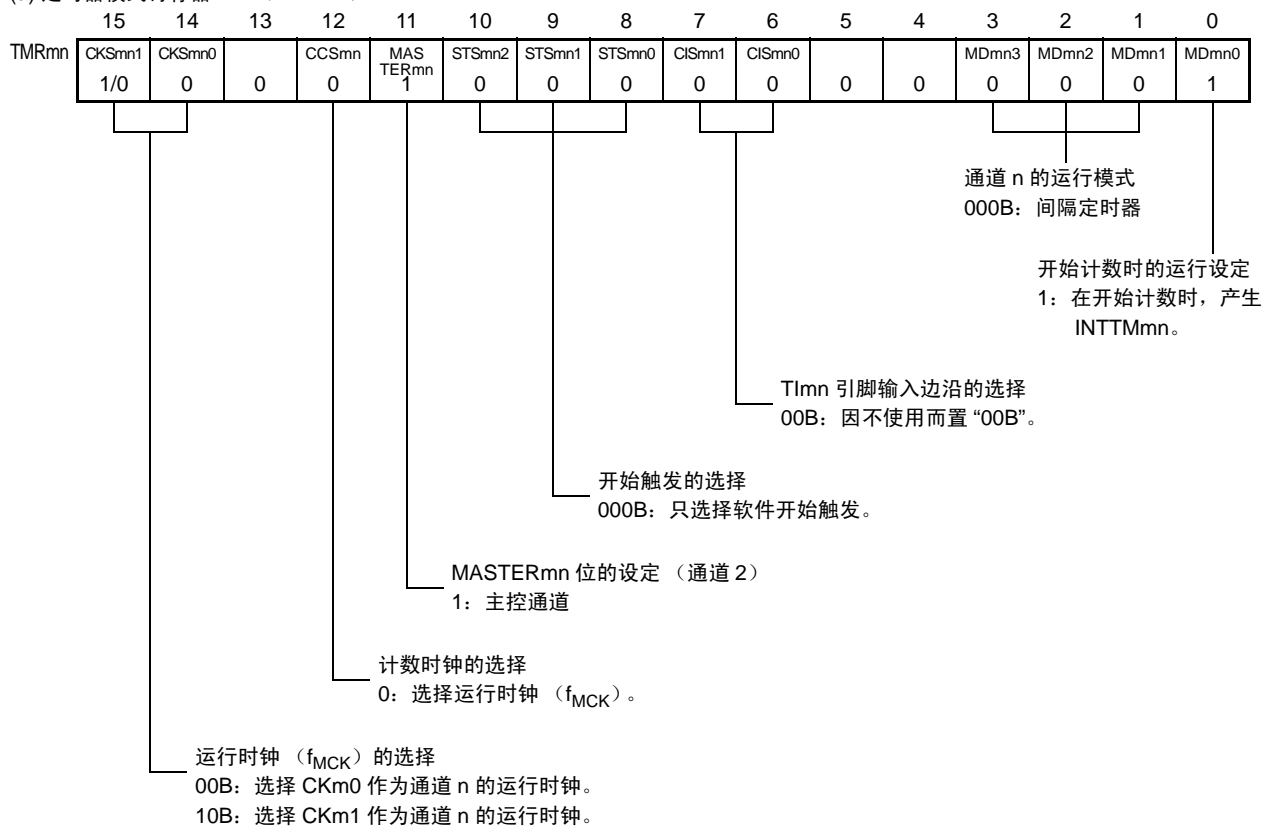 15 14 13 12 11 10 9 8 7 6 5 4 3 2 1 0
TMRmn CKSmn1 CKSmn0 CCSmn MAS TERmn STSmn2 STSmn1 STSmn0 CISmn1 CISmn0 MDmn3 MDmn2 MDmn1 MDmn0
1/0 0 0 0 1 0 0 0 0 0 0 0 0 0 0 1
通道 n 的运行模式
000B：间隔定时器
开始计数时的运行设定
1：在开始计数时，产生
INTTMmn。
TImn 引脚输入边沿的选择
00B：因不使用而置 “00B”。
开始触发的选择
000B：只选择软件开始触发。
MASTERmn 位的设定 （通道 2）
1：主控通道
计数时钟的选择
0：选择运行时钟 （fMCK）。
运行时钟 （fMCK）的选择
00B：选择 CKm0 作为通道 n 的运行时钟。
10B：选择 CKm1 作为通道 n 的运行时钟。